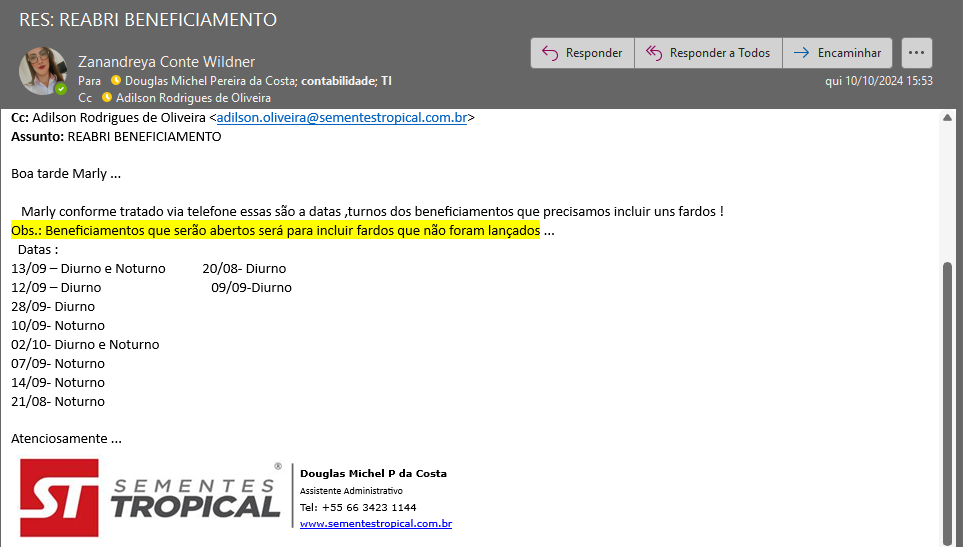 RES: REABRI BENEFICIAMENTO
Zanandreya Conte Wildner
Para Douglas Michel Pereira da Costa; contabilidade; TI
Cc Adilson Rodrigues de Oliveira
Responder
Responder a Todos
Encaminhar
...
qui 10/10/2024 15:53
Cc: Adilson Rodrigues de Oliveira <adilson.oliveira@sementestropical.com.br>
Assunto: REABRI BENEFICIAMENTO
Boa tarde Marly ...
Marly conforme tratado via telefone essas são a datas ,turnos dos beneficiamentos que precisamos incluir uns fardos !
Obs.: Beneficiamentos que serão abertos será para incluir fardos que não foram lançados ...
Datas :
13/09 – Diurno e Noturno 20/08- Diurno
12/09 – Diurno 09/09-Diurno
28/09- Diurno
10/09- Noturno
02/10- Diurno e Noturno
07/09- Noturno
14/09- Noturno
21/08- Noturno
Atenciosamente ...
ST SEMENTES TROPICAL ®
Douglas Michel P da Costa
Assistente Administrativo
Tel: +55 66 3423 1144
www.sementestropical.com.br